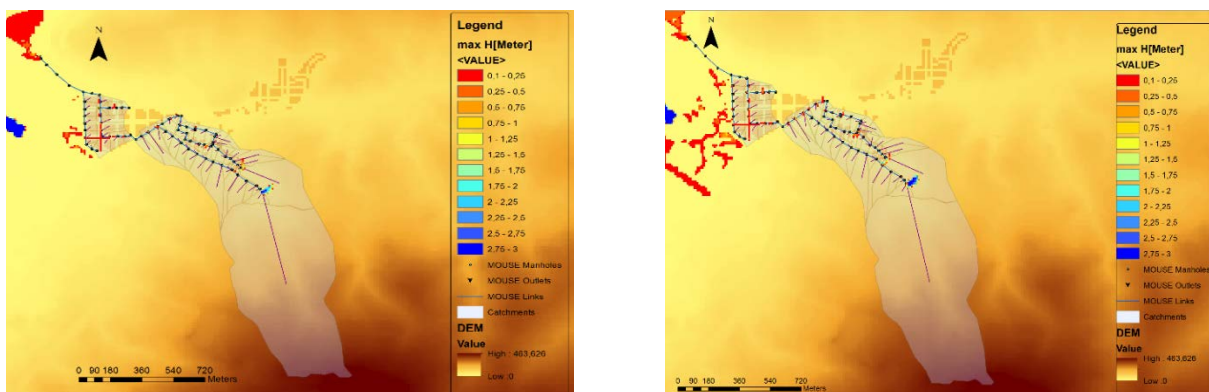 N
Legend
max H[Meter]
<VALUE>
0,1 - 0,25
0,25 - 0,5
0,5 - 0,75
0,75 - 1
1 - 1,25
1,25 - 1,5
1,5 - 1,75
1,75 - 2
2 - 2,25
2,25 - 2,5
2,5 - 2,75
2,75 - 3
MOUSE Manholes
MOUSE Outlets
MOUSE Links
Catchments
DEM
Value
High : 463,626
Low : 0
0 90 180 360 540 720
Meters
N
Legend
max H[Meter]
<VALUE>
0,1 - 0,25
0,25 - 0,5
0,5 - 0,75
0,75 - 1
1 - 1,25
1,25 - 1,5
1,5 - 1,75
1,75 - 2
2 - 2,25
2,25 - 2,5
2,5 - 2,75
2,75 - 3
MOUSE Manholes
MOUSE Outlets
MOUSE Links
Catchments
DEM
Value
High : 463,626
Low : 0
0 90 180 360 540 720
Meters